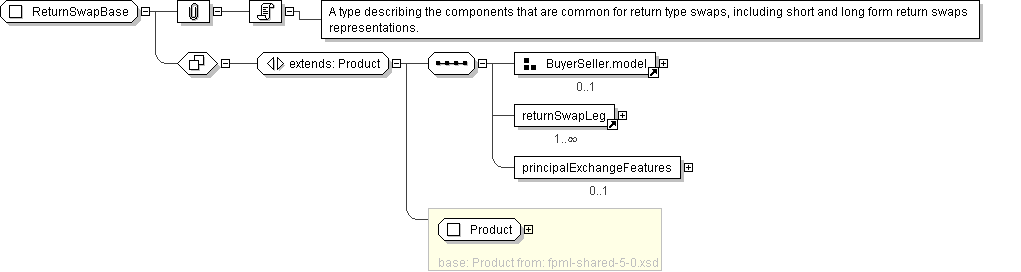 ReturnSwapBase
A type describing the components that are common for return type swaps, including short and long form return swaps
representations.
extends: Product
BuyerSeller.model
0..1
returnSwapLeg
1..∞
principalExchangeFeatures
0..1
Product
base: Product from: fpml-shared-5-0.xsd